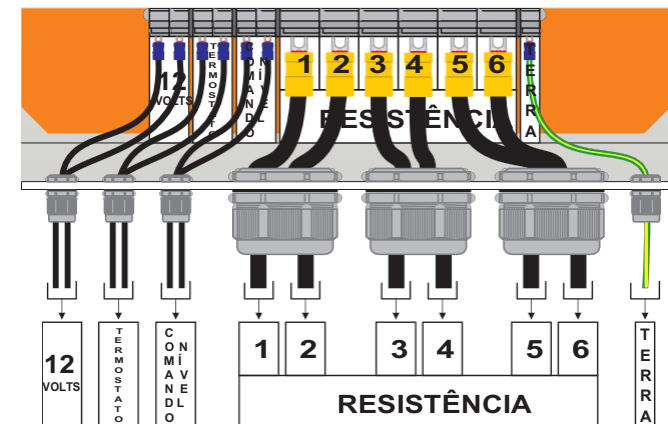 12
VOLTS
TERMOSTATO
COMANDO
NÍVEL
1
2
3
4
5
6
RESISTÊNCIA
TERRA
12
VOLTS
TERMOSTATO
COMANDO
NÍVEL
1
2
3
4
5
6
RESISTÊNCIA
TERRA